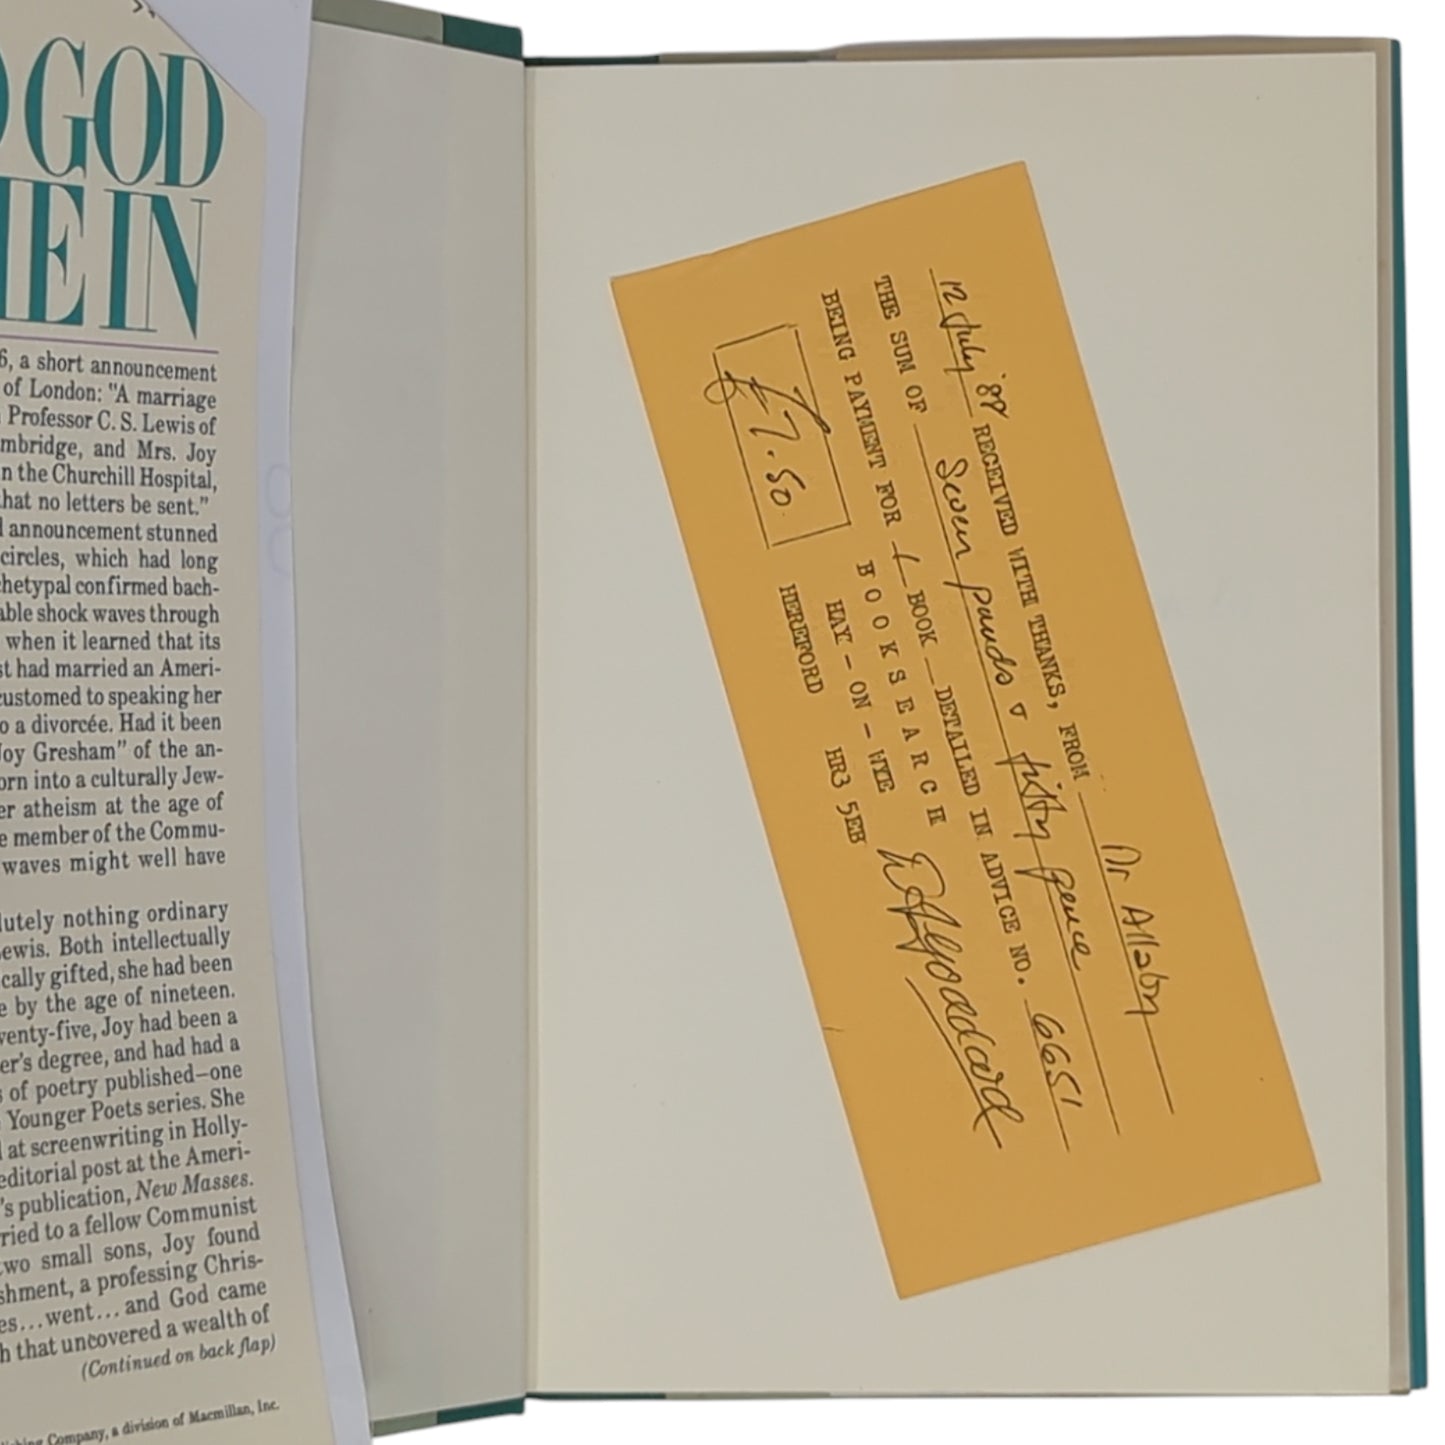 GOD
IN
6, a short announcement
of London: "A marriage
Professor C. S. Lewis of
mbridge, and Mrs. Joy
n the Churchill Hospital,
hat no letters be sent."
announcement stunned
circles, which had long
hetypal confirmed bach-
able shock waves through
when it learned that its
st had married an Ameri-
customed to speaking her
o a divorcée. Had it been
Joy Gresham" of the an-
orn into a culturally Jew-
er atheism at the age of
e member of the Commu-
waves might well have
lutely nothing ordinary
ewis. Both intellectually
cally gifted, she had been
e by the age of nineteen.
venty-five, Joy had been a
er's degree, and had had a
s of poetry published—one
Younger Poets series. She
at screenwriting in Holly-
editorial post at the Ameri-
's publication, New Masses.
ried to a fellow Communist
two small sons, Joy found
shment, a professing Chris-
es...went...and God came
h that uncovered a wealth of
(Continued on back flap)
Company, a division of Macmillan, Inc.
12 July '88 RECEIVED WITH THANKS, FROM Dr Allaby
THE SUM OF Seven pounds & fifty pence
BEING PAYMENT FOR 1 BOOK DETAILED IN ADVICE NO. 6651
£7.50
BOOKSEARCH
HAY-ON-WYE
HEREFORD HR3 5EB
Goddard